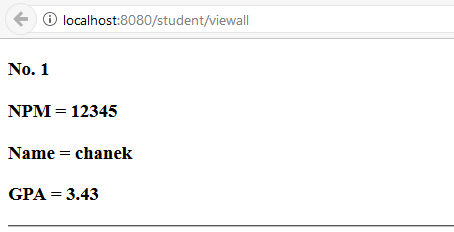 localhost:8080/student/viewall
No. 1
NPM = 12345
Name = chanek
GPA = 3.43